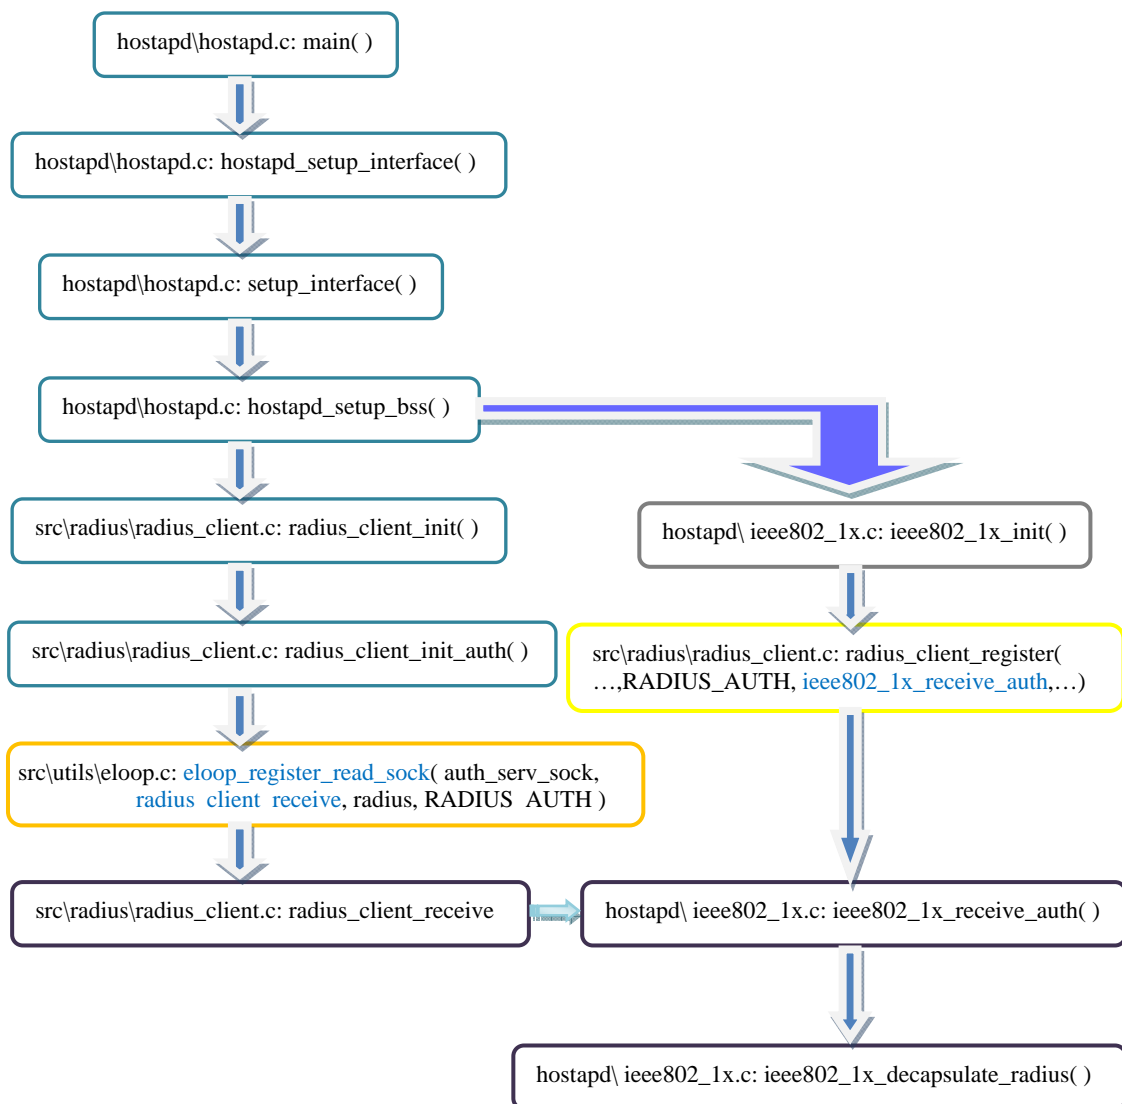 hostapd\hostapd.c: main( )
hostapd\hostapd.c: hostapd_setup_interface( )
hostapd\hostapd.c: setup_interface( )
hostapd\hostapd.c: hostapd_setup_bss( )
src\radius\radius_client.c: radius_client_init( )
hostapd\ ieee802_1x.c: ieee802_1x_init( )
src\radius\radius_client.c: radius_client_init_auth( )
src\radius\radius_client.c: radius_client_register(
…,RADIUS_AUTH, ieee802_1x_receive_auth,…)
src\utils\eloop.c: eloop_register_read_sock( auth_serv_sock,
radius_client_receive, radius, RADIUS_AUTH )
src\radius\radius_client.c: radius_client_receive
hostapd\ ieee802_1x.c: ieee802_1x_receive_auth( )
hostapd\ ieee802_1x.c: ieee802_1x_decapsulate_radius( )